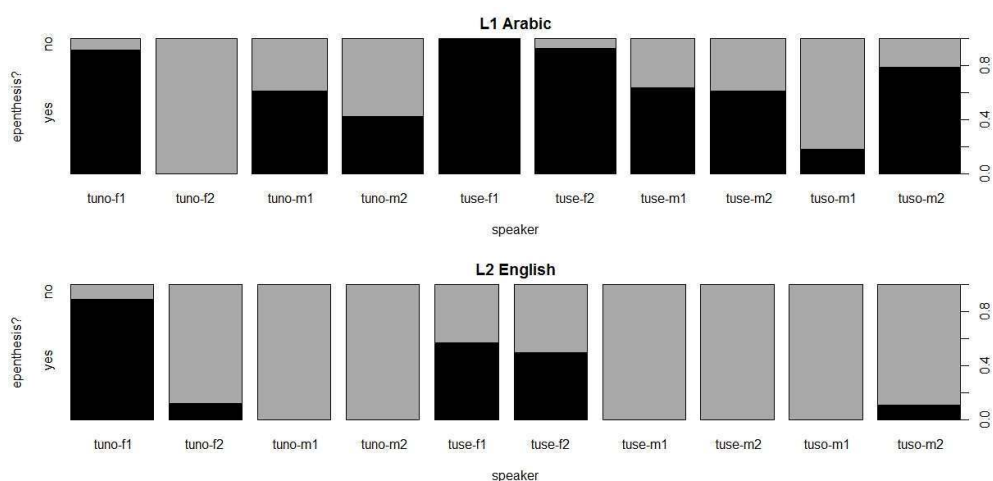 L1 Arabic
epenthesis?
no
yes
0.8
0.4
0.0
tuno-f1 tuno-f2 tuno-m1 tuno-m2 tuse-f1 tuse-f2 tuse-m1 tuse-m2 tuso-m1 tuso-m2
speaker
L2 English
epenthesis?
no
yes
0.8
0.4
0.0
tuno-f1 tuno-f2 tuno-m1 tuno-m2 tuse-f1 tuse-f2 tuse-m1 tuse-m2 tuso-m1 tuso-m2
speaker